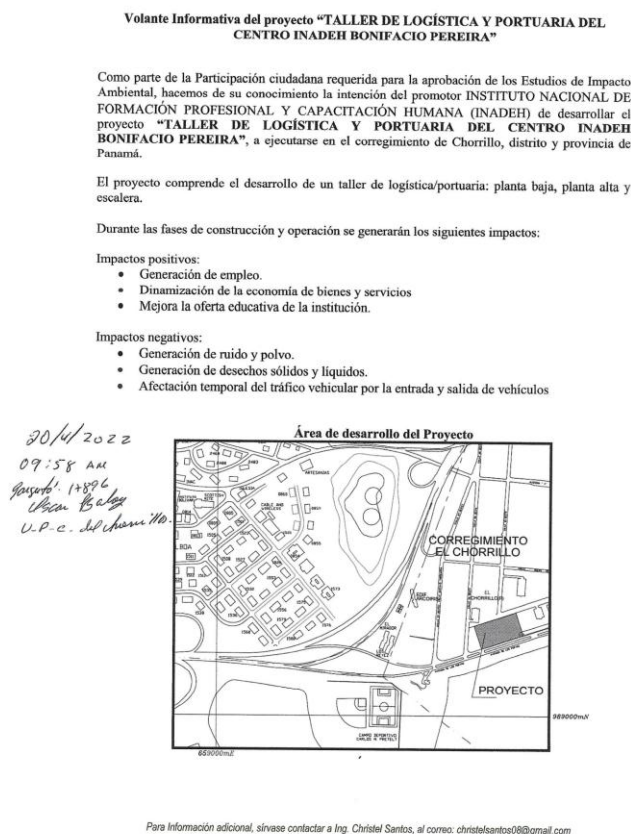 Volante Informativa del proyecto “TALLER DE LOGÍSTICA Y PORTUARIA DEL
CENTRO INADEH BONIFACIO PEREIRA”
Como parte de la Participación ciudadana requerida para la aprobación de los Estudios de Impacto
Ambiental, hacemos de su conocimiento la intención del promotor INSTITUTO NACIONAL DE
FORMACIÓN PROFESIONAL Y CAPACITACIÓN HUMANA (INADEH) de desarrollar el
proyecto “TALLER DE LOGÍSTICA Y PORTUARIA DEL CENTRO INADEH
BONIFACIO PEREIRA”, a ejecutarse en el corregimiento de Chorrillo, distrito y provincia de
Panamá.
El proyecto comprende el desarrollo de un taller de logística/portuaria: planta baja, planta alta y
escalera.
Durante las fases de construcción y operación se generarán los siguientes impactos:
Impactos positivos:
• Generación de empleo.
• Dinamización de la economía de bienes y servicios
• Mejora la oferta educativa de la institución.
Impactos negativos:
• Generación de ruido y polvo.
• Generación de desechos sólidos y líquidos.
• Afectación temporal del tráfico vehicular por la entrada y salida de vehículos
20/4/2022
09:58 AM
17896
U.P.C. del chorrillo.
Área de desarrollo del Proyecto
CORREGIMIENTO
EL CHORRILLO
EL
PROYECTO
CAMPO DEPORTIVO
989000mN
659000mE
Para Información adicional, sírvase contactar a Ing. Christel Santos, al correo: christelsantos08@gmail.com